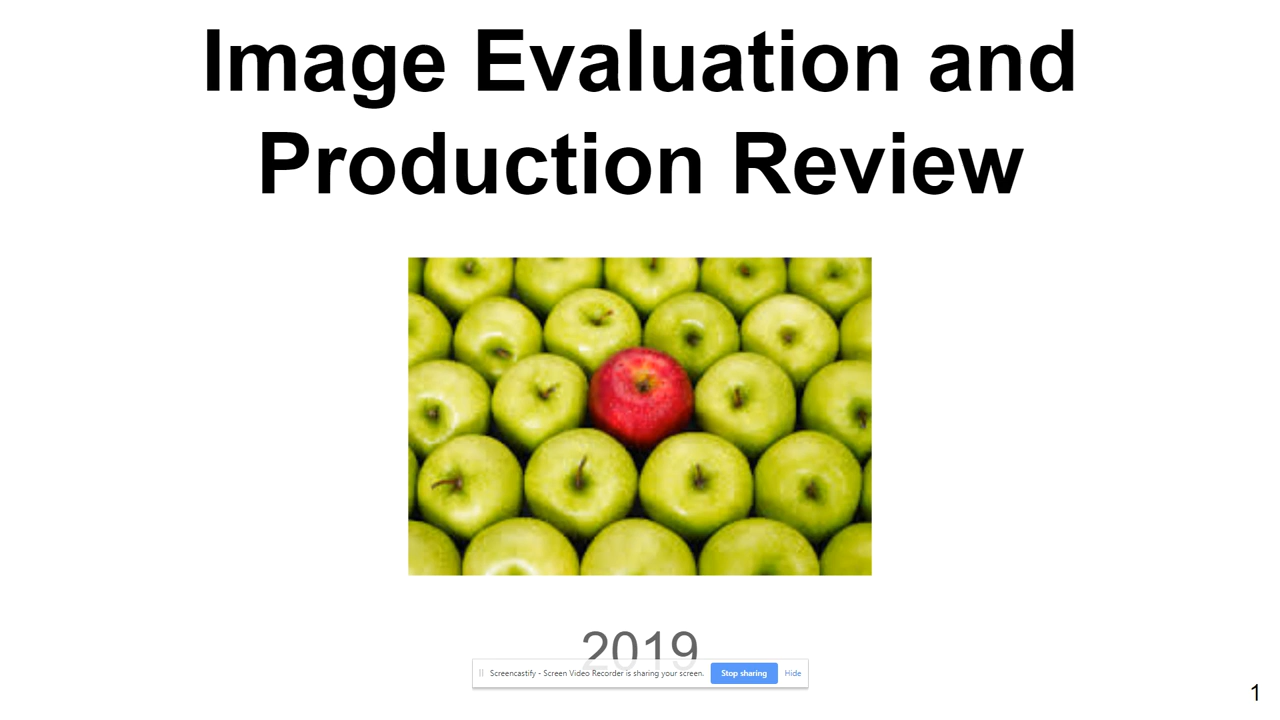 Image Evaluation and
Production Review
2019
Screencastify - Screen Video Recorder is sharing your screen.
Stop sharing
Hide
1